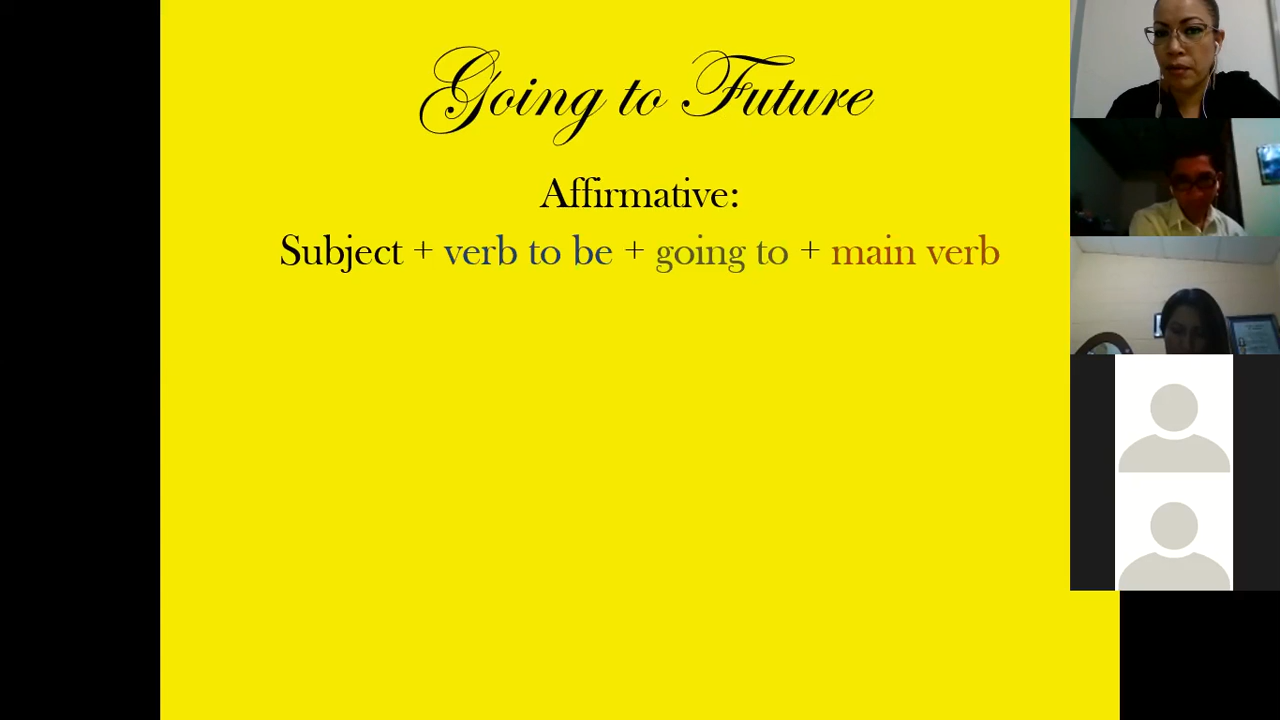 Going to Future
Affirmative:
Subject + verb to be + going to + main verb